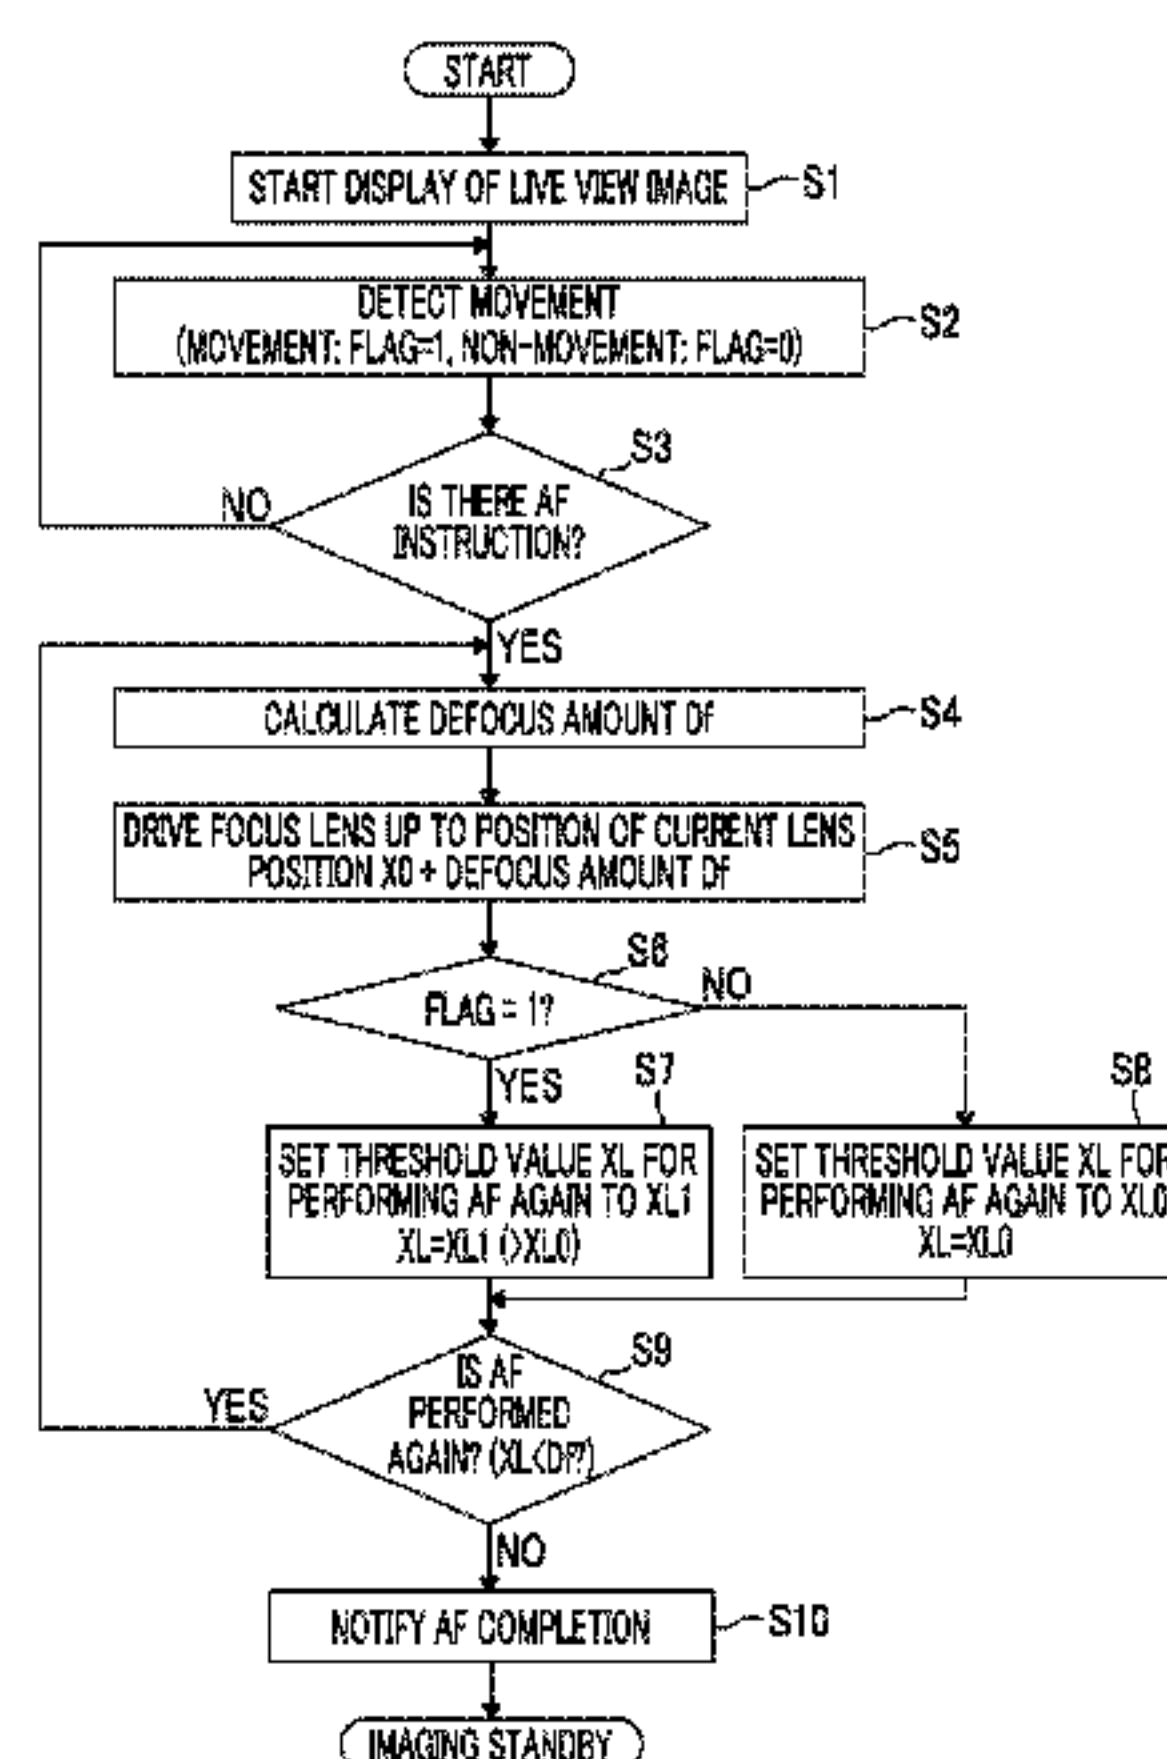 START
START DISPLAY OF LIVE VIEW IMAGE
S1
DETECT MOVEMENT
(MOVEMENT: FLAG=1, NON-MOVEMENT: FLAG=0)
S2
S3
IS THERE AF
INSTRUCTION?
NO
YES
CALCULATE DEFOCUS AMOUNT Df
S4
DRIVE FOCUS LENS UP TO POSITION OF CURRENT LENS
POSITION X0 + DEFOCUS AMOUNT Df
S5
S6
FLAG = 1?
NO
YES
S7
SET THRESHOLD VALUE XL FOR
PERFORMING AF AGAIN TO XL1
XL=XL1 (>XL0)
S8
SET THRESHOLD VALUE XL FOR
PERFORMING AF AGAIN TO XL0
XL=XL0
S9
IS AF
PERFORMED
AGAIN? (XL<Df?)
YES
NO
NOTIFY AF COMPLETION
S10
IMAGING STANDBY